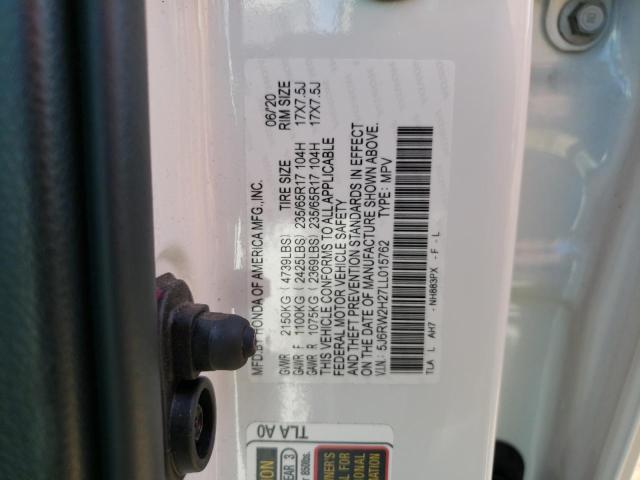 MFD.BY HONDA OF AMERICA MFG.,INC. 06/'20
GVWR 2150KG (4739LBS) TIRE SIZE RIM SIZE
GAWR F 1100KG (2425LBS) 235/65R17 104H 17X7.5J
GAWR R 1075KG (2369LBS) 235/65R17 104H 17X7.5J
THIS VEHICLE CONFORMS TO ALL APPLICABLE
FEDERAL MOTOR VEHICLE SAFETY
AND THEFT PREVENTION STANDARDS IN EFFECT
ON THE DATE OF MANUFACTURE SHOWN ABOVE.
V.I.N.: 5J6RW2H27LL015762 TYPE: MPV
TLA L AH7 - NH883PX - F - L
TLA A0